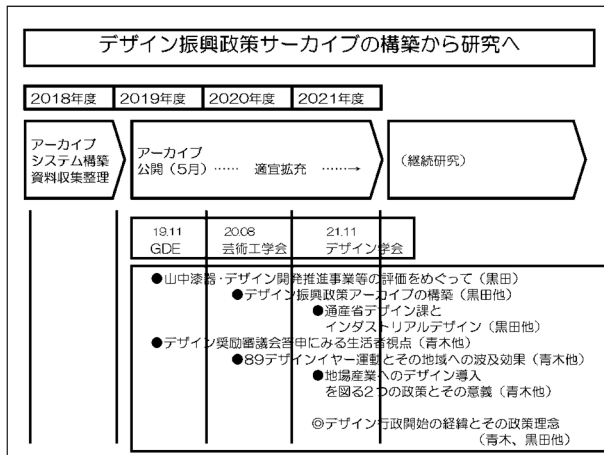 デザイン振興政策サーカイブの構築から研究へ
2018年度 2019年度 2020年度 2021年度
アーカイブ
システム構築
資料収集整理
アーカイブ
公開（5月）…… 適宜拡充 ……→
（継続研究）
19.11 20.08 21.11
GDE 芸術工学会 デザイン学会
●山中漆器・デザイン開発推進事業等の評価をめぐって（黒田）
●デザイン振興政策アーカイブの構築（黒田他）
●通産省デザイン課と
インダストリアルデザイン（黒田他）
●デザイン奨励審議会答申にみる生活者視点（青木他）
●89デザインイヤー運動とその地域への波及効果（青木他）
●地場産業へのデザイン導入
を図る2つの政策とその意義（青木他）
◎デザイン行政開始の経緯とその政策理念
（青木、黒田他）